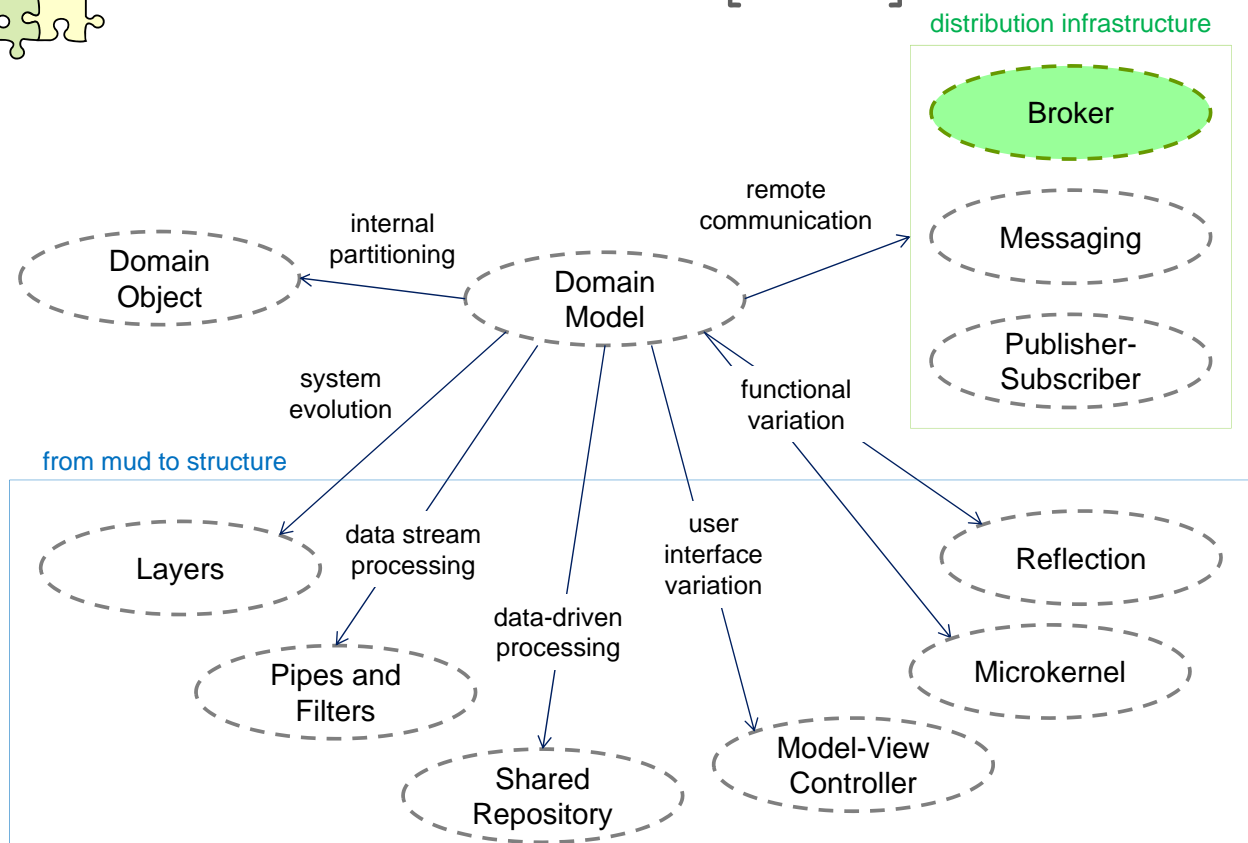 distribution infrastructure
Broker
remote
communication
internal
partitioning
Messaging
Domain
Object
Domain
Model
Publisher-
Subscriber
system
evolution
functional
variation
from mud to structure
user
interface
variation
data stream
processing
Reflection
Layers
data-driven
processing
Pipes and
Filters
Microkernel
Model-View
Controller
Shared
Repository